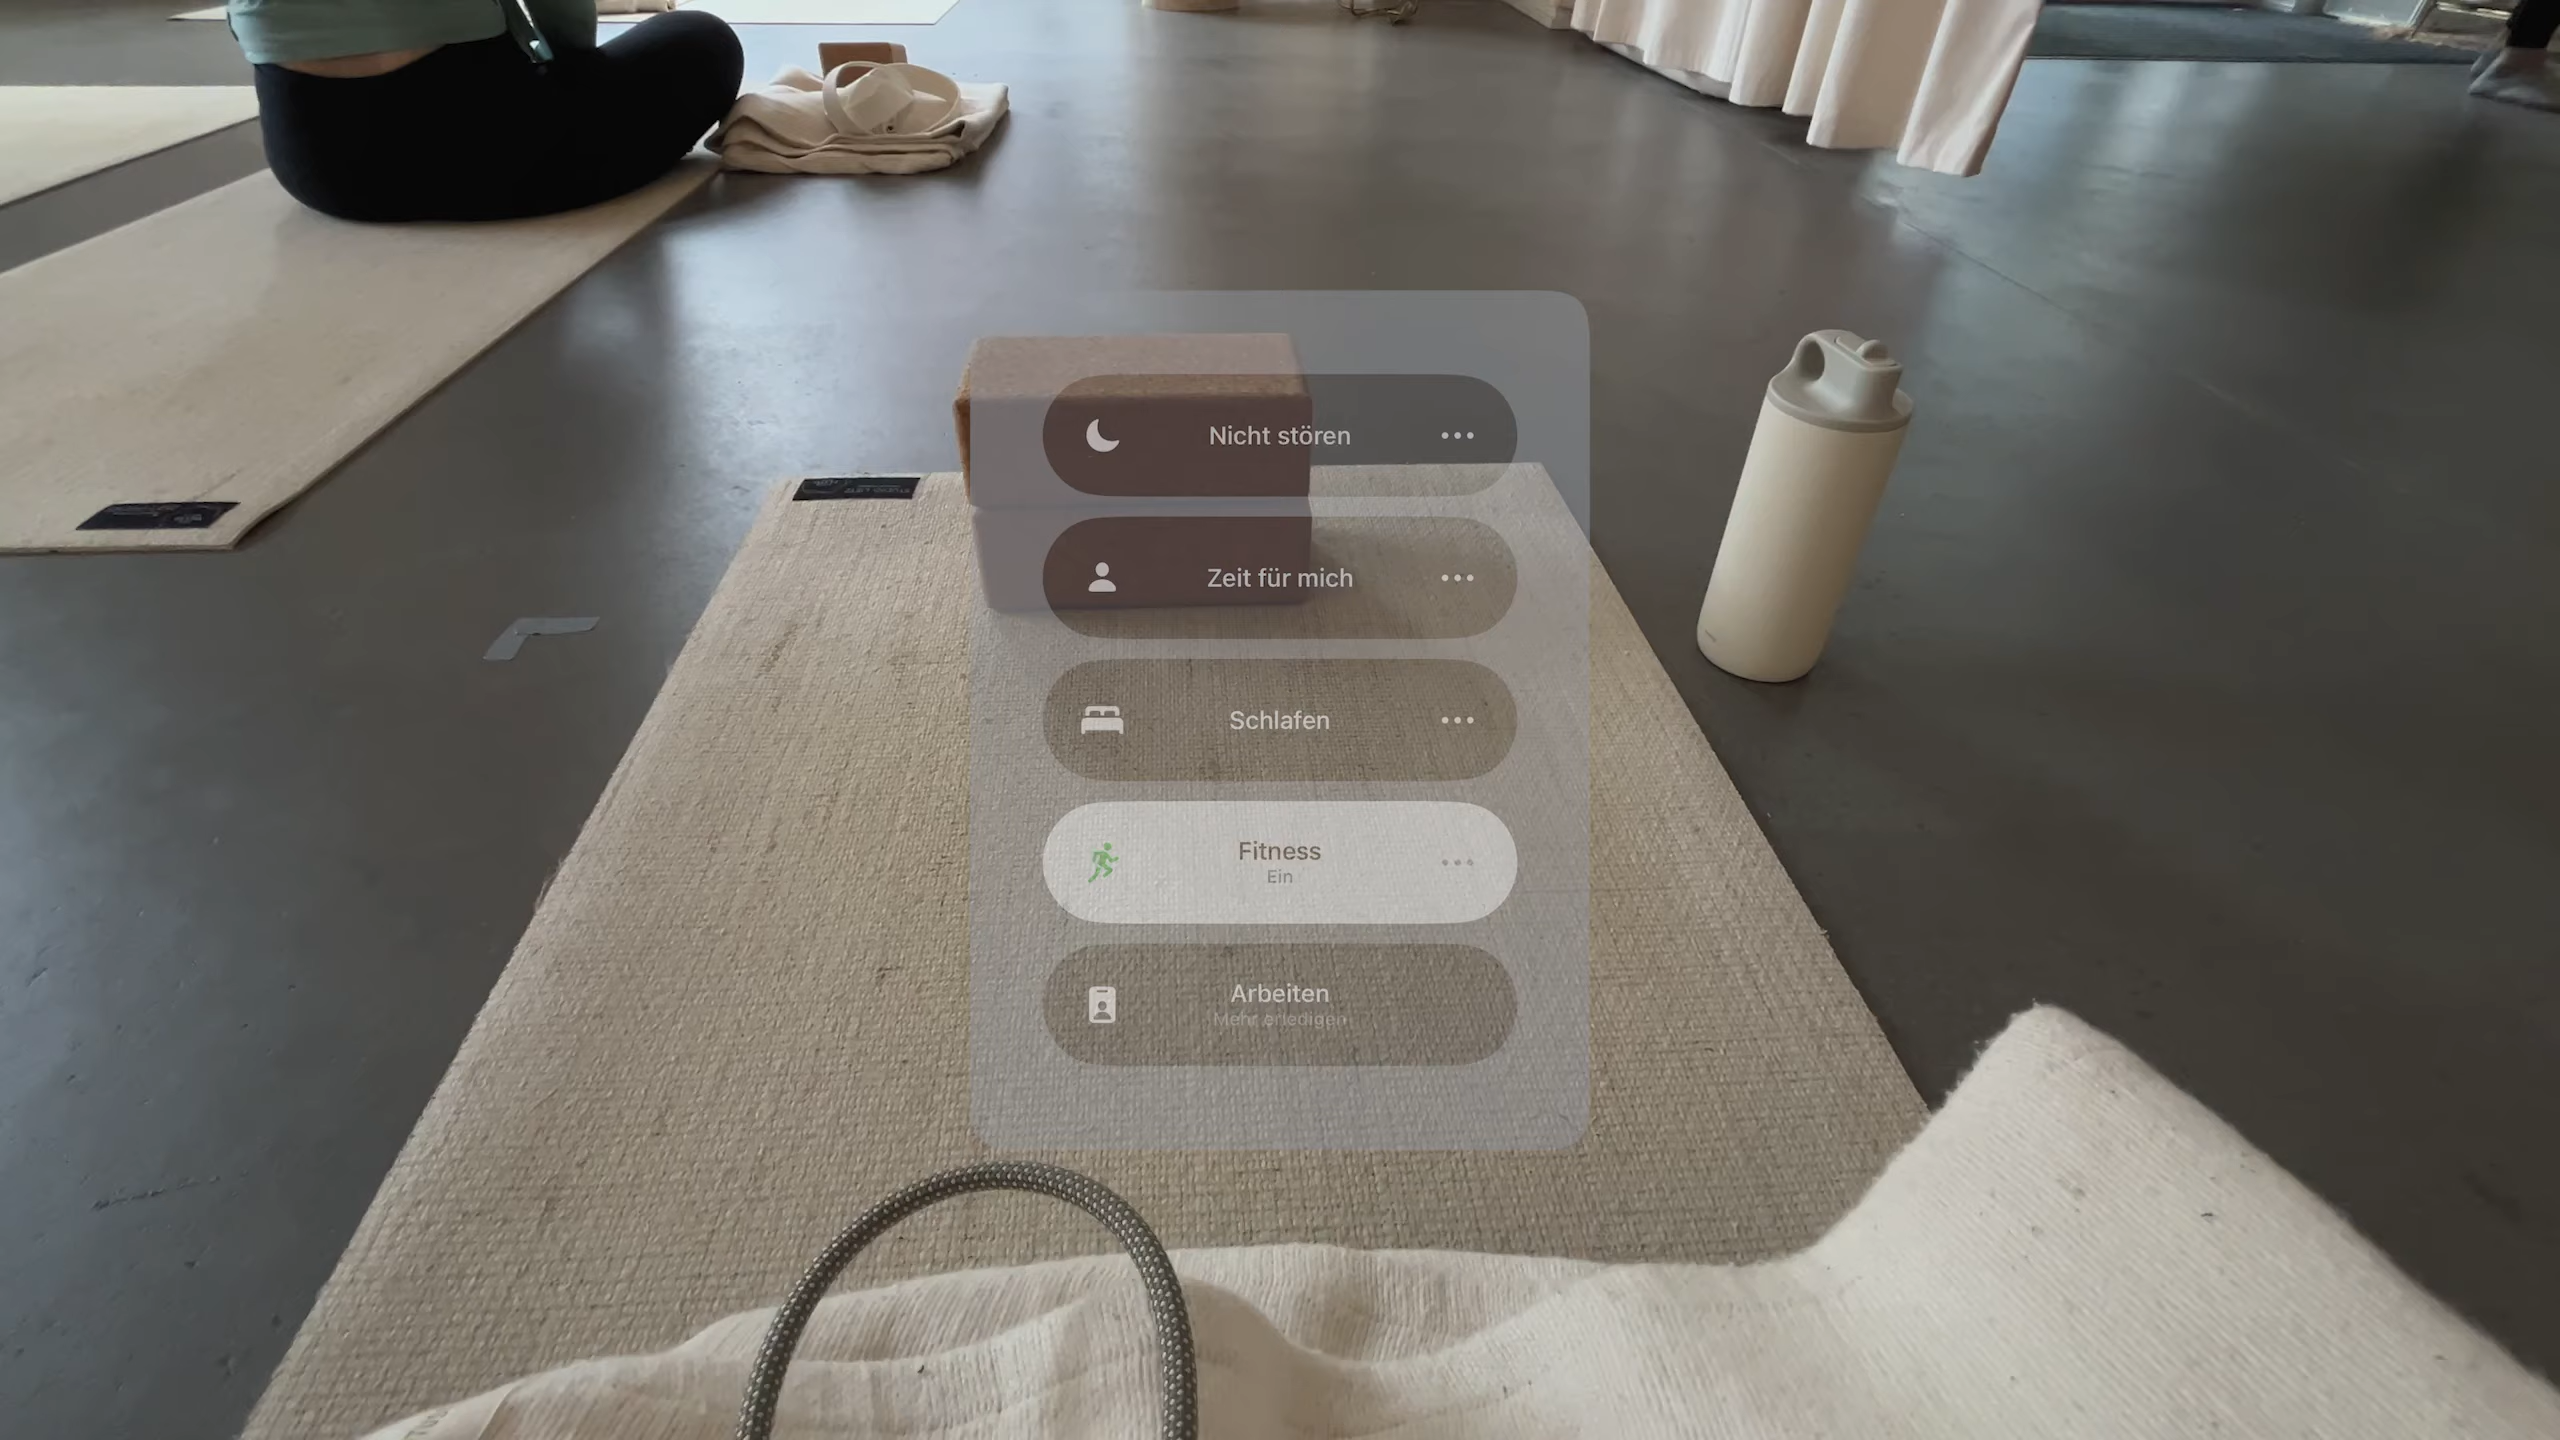 Nicht stören
Zeit für mich
Schlafen
Fitness
Ein
Arbeiten
Mehr erledigen